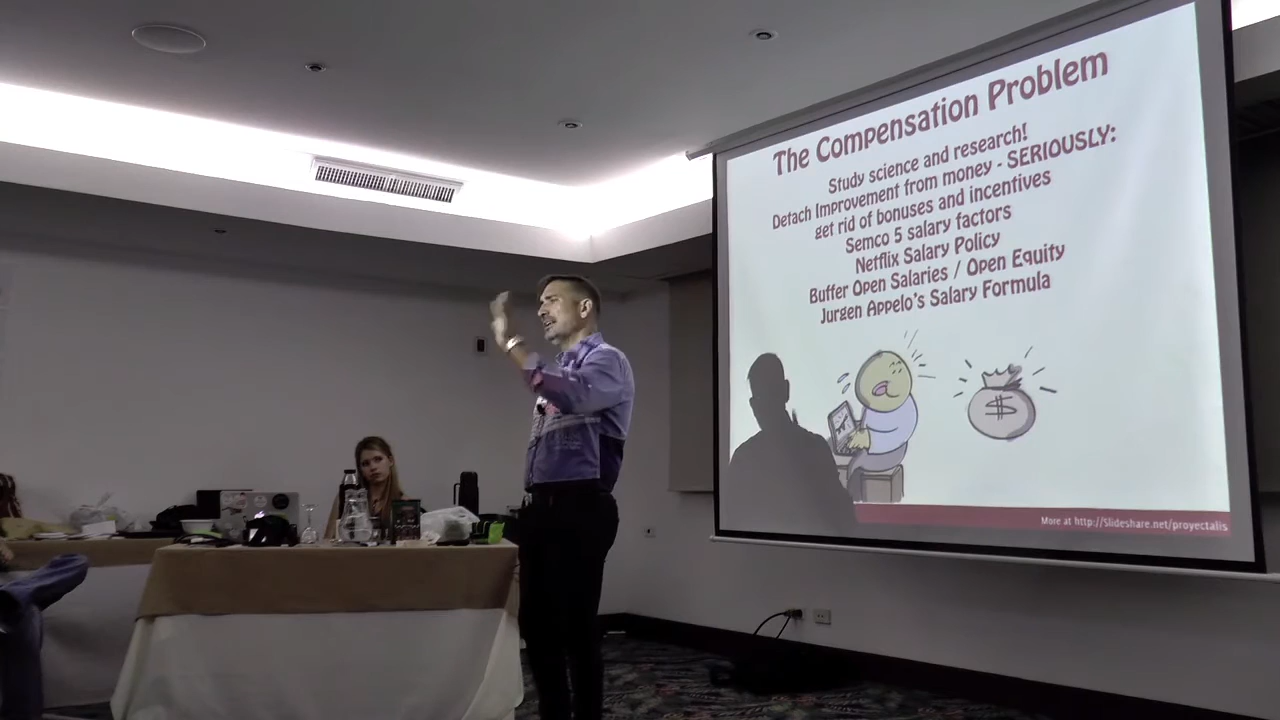 The Compensation Problem
Study science and research!
Detach Improvement from money - SERIOUSLY:
get rid of bonuses and incentives
Semco 5 salary factors
Netflix Salary Policy
Buffer Open Salaries / Open Equity
Jurgen Appelo's Salary Formula
$
More at http://Slideshare.net/proyectalis